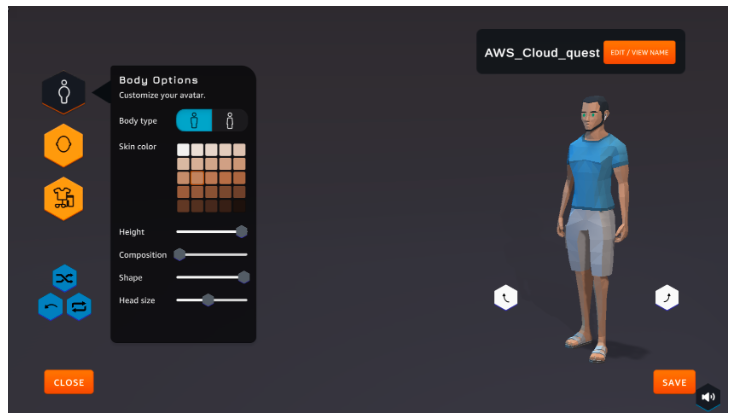 AWS_Cloud_quest
EDIT / VIEW NAME
Body Options
Customize your avatar.
Body type
Skin color
Height
Composition
Shape
Head size
CLOSE
SAVE